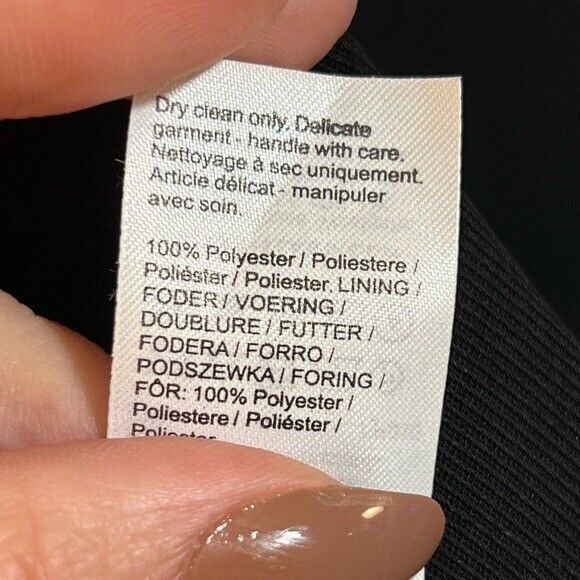 Dry clean only. Delicate
garment - handle with care.
Nettoyage à sec uniquement.
Article délicat - manipuler
avec soin.
100% Polyester / Poliestere /
Poliéster / Poliester. LINING /
FODER / VOERING /
DOUBLURE / FUTTER /
FODERA / FORRO /
PODSZEWKA / FORING /
FÔR: 100% Polyester /
Poliestere / Poliéster /
Poliester